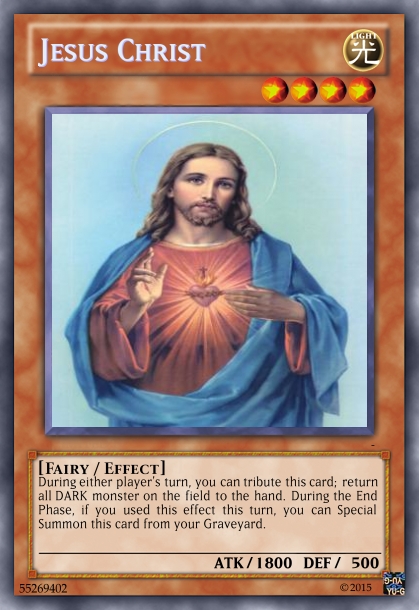 JESUS CHRIST
LIGHT
光
[FAIRY / EFFECT]
During either player's turn, you can tribute this card; return
all DARK monster on the field to the hand. During the End
Phase, if you used this effect this turn, you can Special
Summon this card from your Graveyard.
ATK / 1800 DEF / 500
55269402
©2015